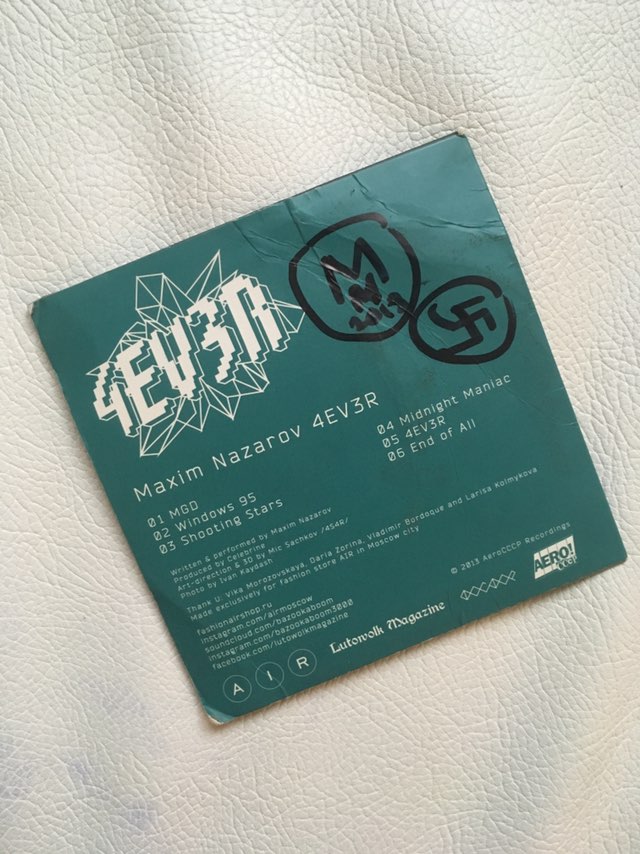 4EV3R
M
N
2013
Maxim Nazarov 4EV3R
01 MGD
02 Windows 95
03 Shooting Stars
04 Midnight Maniac
05 4EV3R
06 End of All
Written & performed by Maxim Nazarov
Produced by Celebrine
Art-direction & 3D by Mic Sachkov /4S4R/
Photo by Ivan Kaydash
Thank U: Vika Morozovskaya, Daria Zorina, Vladimir Bordoque and Larisa Kolmykova
Made exclusively for fashion store AIR in Moscow city
fashionairshop.ru
instagram.com/airmoscow
soundcloud.com/bazookaboom
instagram.com/bazookaboom3000
facebook.com/lutowolkmagazine
A I R
Lutowolk Magazine
© 2013 AeroCCCP Recordings
AERO!
CCCP